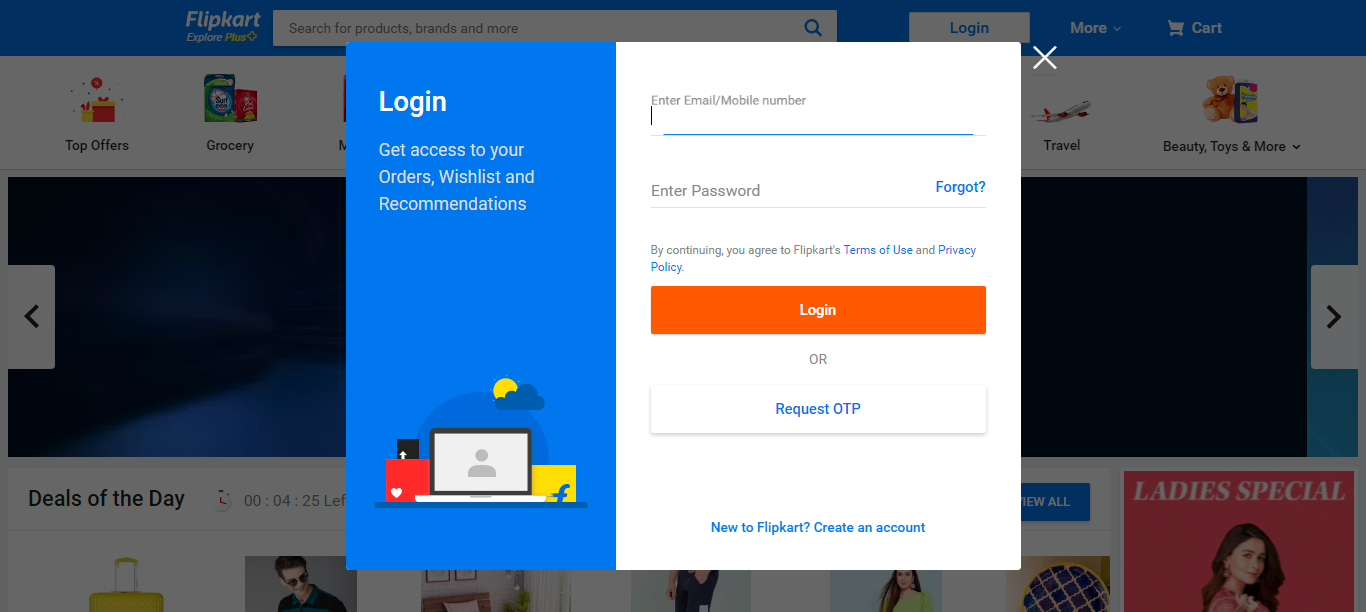 Flipkart
Explore Plus
Search for products, brands and more
Login
More
Cart
Top Offers
Grocery
M
Travel
Beauty, Toys & More
Login
Get access to your
Orders, Wishlist and
Recommendations
Enter Email/Mobile number
Enter Password
Forgot?
By continuing, you agree to Flipkart's Terms of Use and Privacy
Policy.
Login
OR
Request OTP
New to Flipkart? Create an account
Deals of the Day
00 : 04 : 25 Lef
VIEW ALL
LADIES SPECIAL